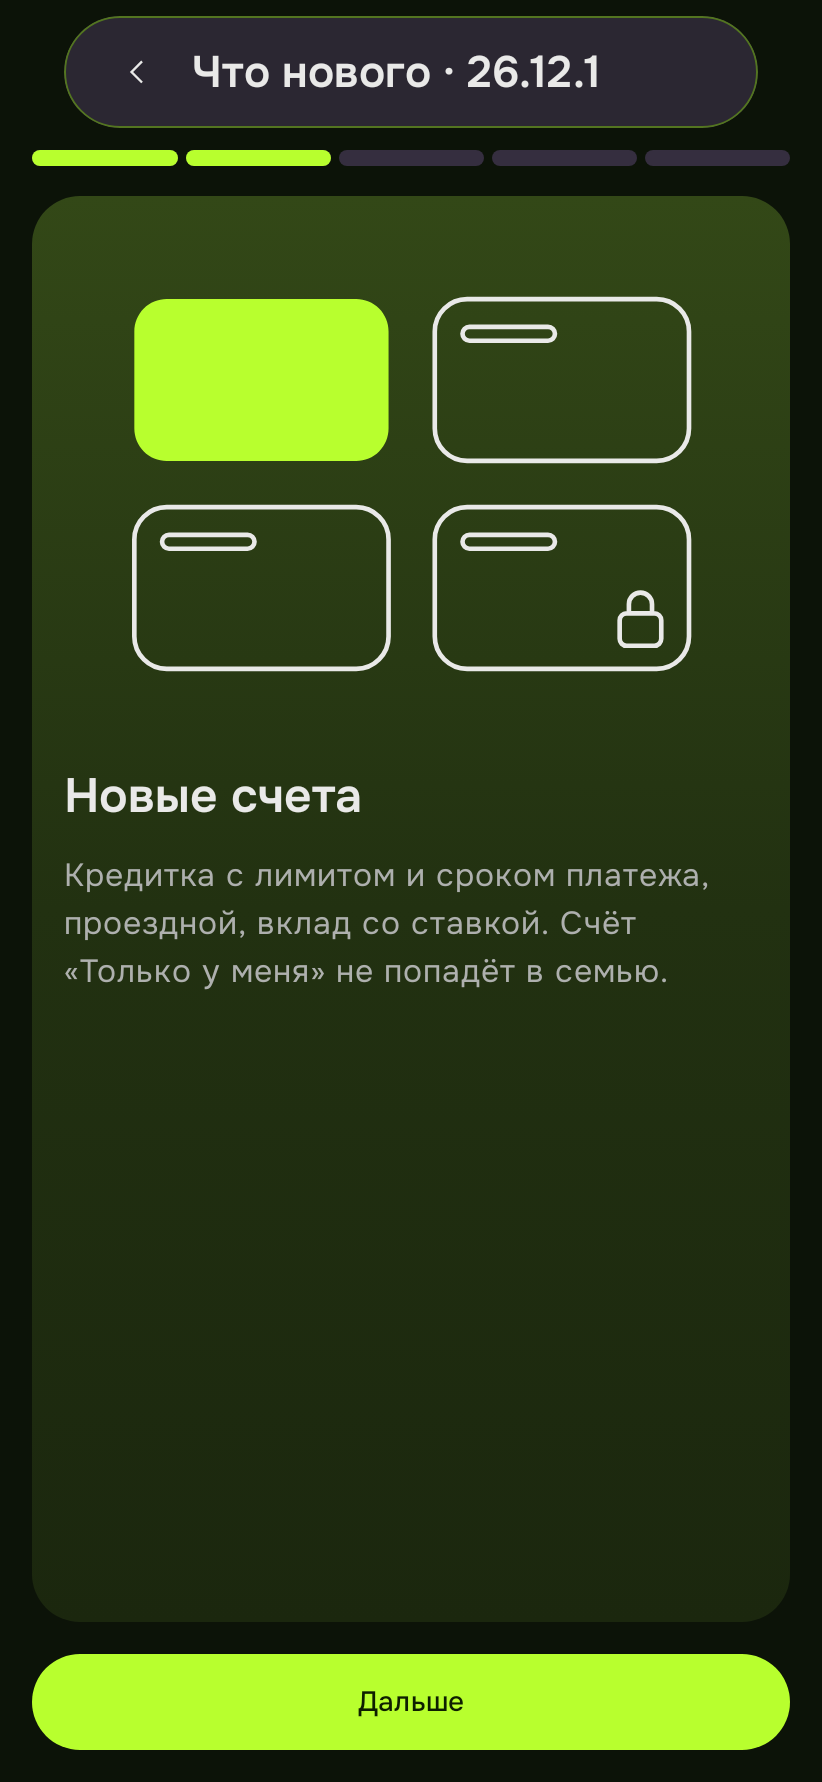 Что нового · 26.12.1
Новые счета
Кредитка с лимитом и сроком платежа,
проездной, вклад со ставкой. Счёт
«Только у меня» не попадёт в семью.
Дальше